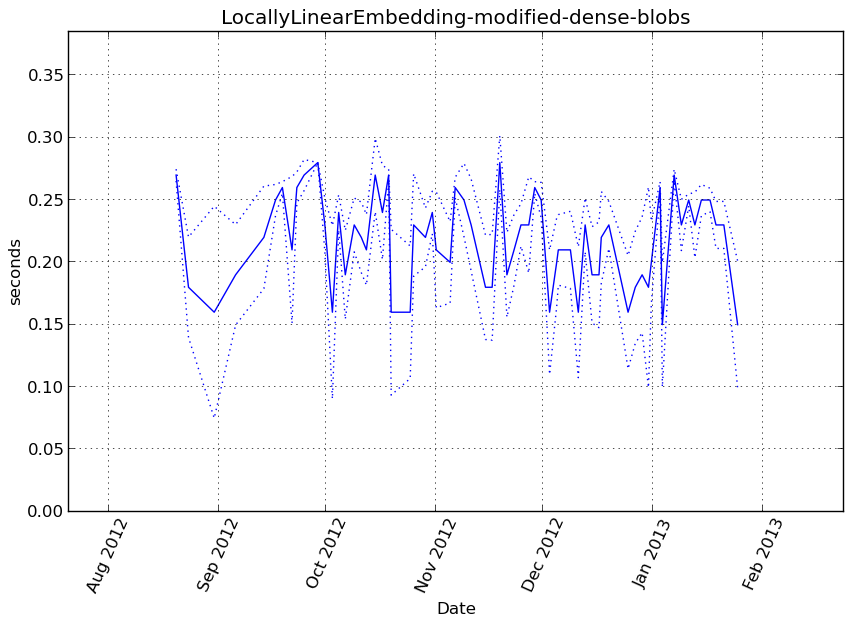 LocallyLinearEmbedding-modified-dense-blobs
0.35
0.30
0.25
0.20
0.15
0.10
0.05
0.00
seconds
Aug 2012
Sep 2012
Oct 2012
Nov 2012
Dec 2012
Jan 2013
Feb 2013
Date